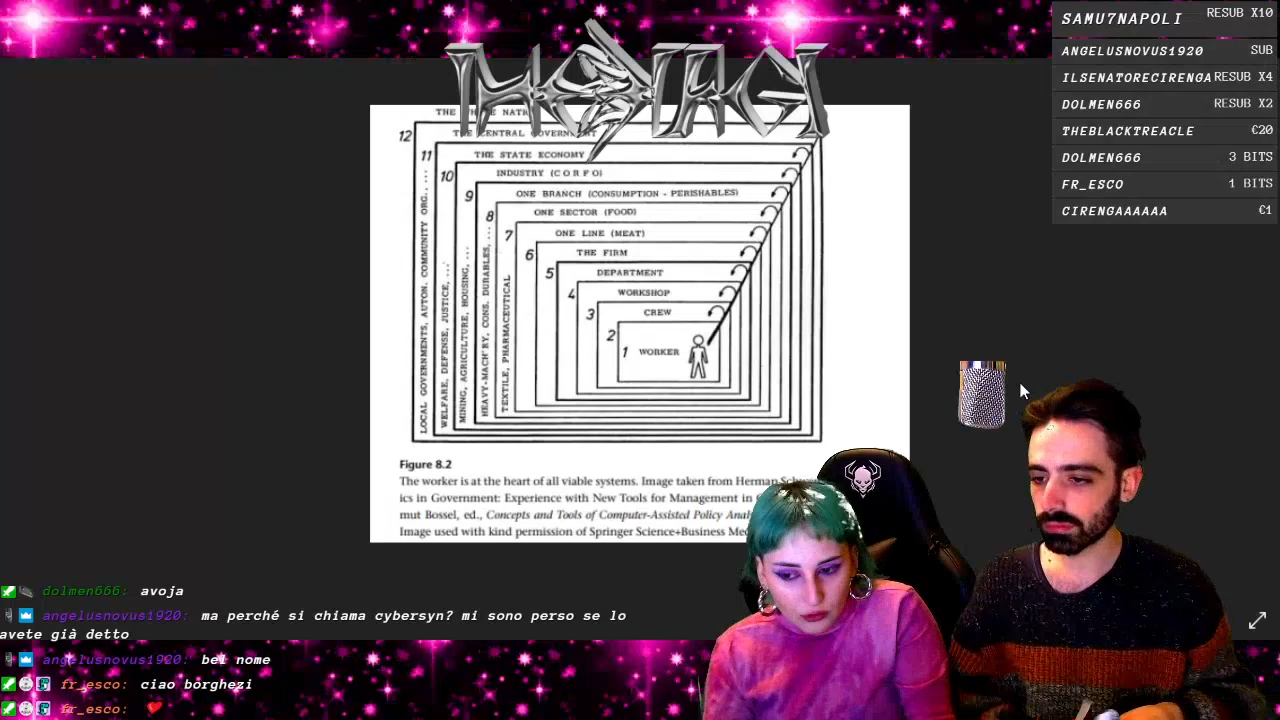 SAMU7NAPOLI RESUB X10
ANGELUSNOVUS1920 SUB
ILSENATORECIRENGA RESUB X4
DOLMEN666 RESUB X2
THEBLACKTREACLE €20
DOLMEN666 3 BITS
FR_ESCO 1 BITS
CIRENGAAAAAA €1
12 THE CENTRAL
11 THE STATE ECONOMY
10 INDUSTRY (CORFO)
9 ONE BRANCH (CONSUMPTION - PERISHABLES)
8 ONE SECTOR (FOOD)
7 ONE LINE (MEAT)
6 THE FIRM
5 DEPARTMENT
4 WORKSHOP
3 CREW
2
1 WORKER
LOCAL GOVERNMENTS, AUTON. COMMUNITY ORG., ...
WELFARE, DEFENSE, JUSTICE, ...
MINING, AGRICULTURE, HOUSING, ...
HEAVY-MACH'RY, CONS. DURABLES, ...
TEXTILE, PHARMACEUTICAL
Figure 8.2
The worker is at the heart of all viable systems. Image taken from Herman
ics in Government: Experience with New Tools for Management in
mut Bossel, ed., Concepts and Tools of Computer-Assisted Policy
Image used with kind permission of Springer Science+Business
dolmen666: avoja
angelusnovus1920: ma perché si chiama cybersyn? mi sono perso se lo
avete già detto
angelusnovus1920: bel nome
fr_esco: ciao borghezi
fr_esco: ❤